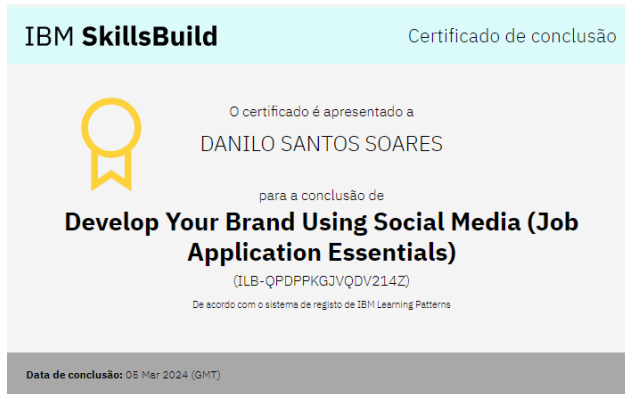 IBM SkillsBuild
Certificado de conclusão
O certificado é apresentado a
DANILO SANTOS SOARES
para a conclusão de
Develop Your Brand Using Social Media (Job
Application Essentials)
(ILB-QPDPPKGJVQDV214Z)
De acordo com o sistema de registo de IBM Learning Patterns
Data de conclusão: 05 Mar 2024 (GMT)